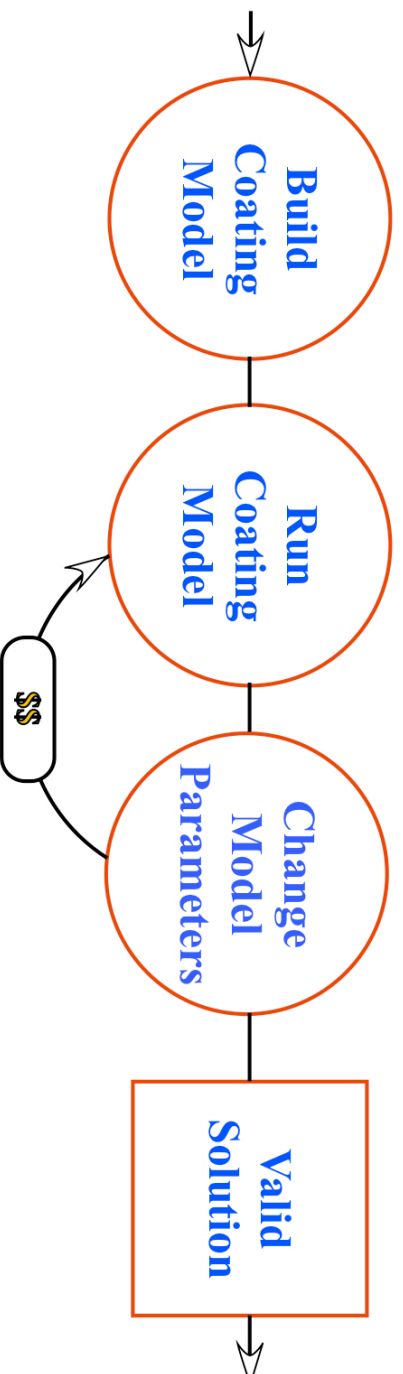 Build
Coating
Model
Run
Coating
Model
Change
Model
Parameters
$$
Valid
Solution